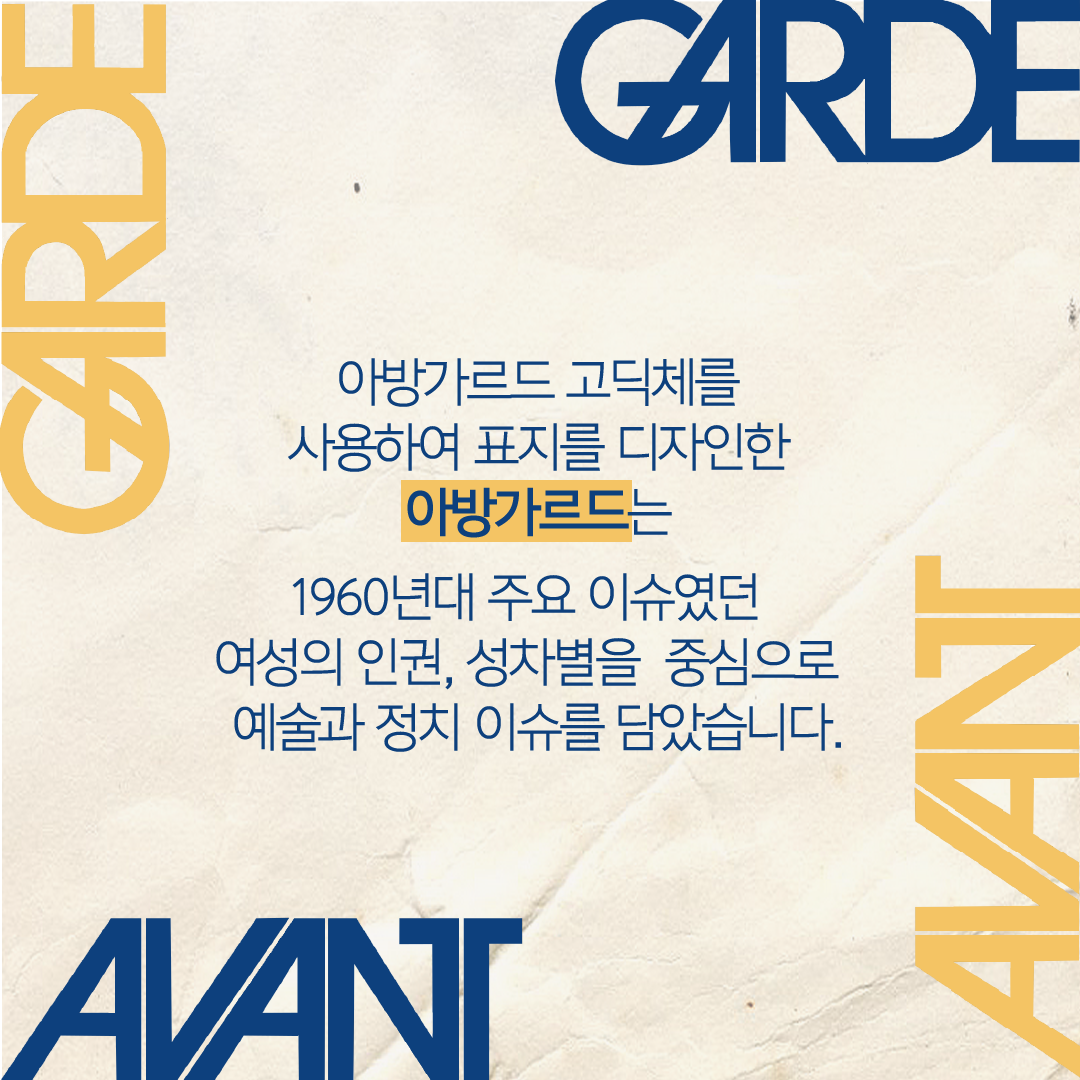 GARDE
GARDE
아방가르드 고딕체를
사용하여 표지를 디자인한
아방가르드는
1960년대 주요 이슈였던
여성의 인권, 성차별을 중심으로
예술과 정치 이슈를 담았습니다.
AVANT
AVANT